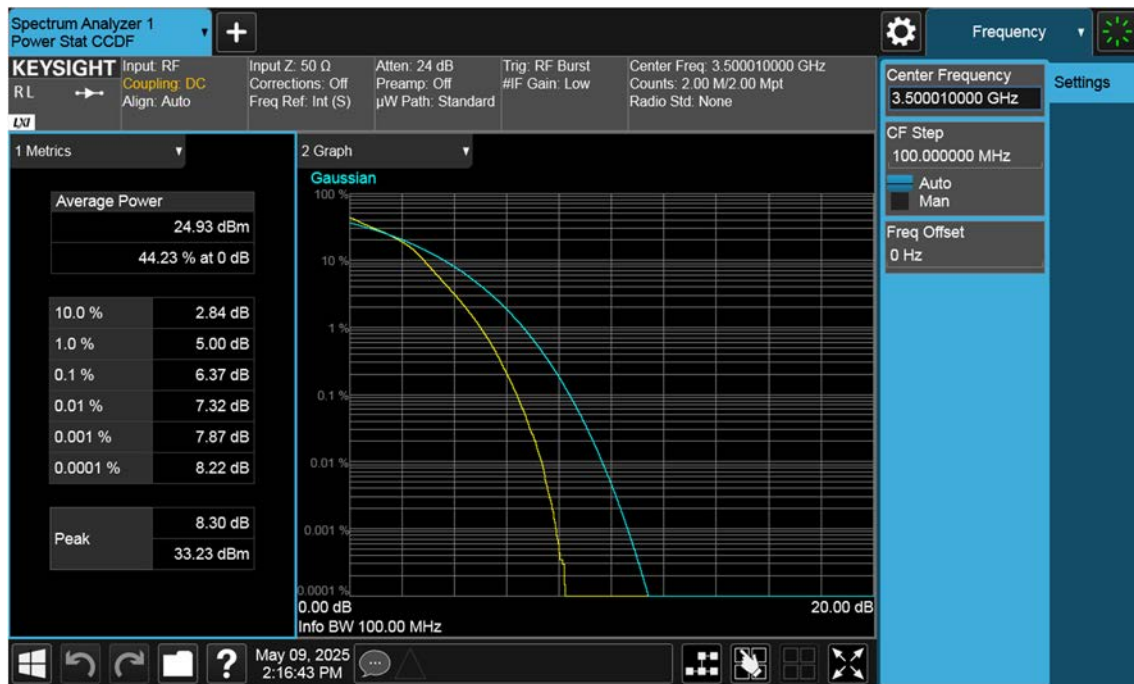 Spectrum Analyzer 1
Power Stat CCDF
Frequency
KEYSIGHT
R L
LXI
Input: RF
Coupling: DC
Align: Auto
Input Z: 50 Ω
Corrections: Off
Freq Ref: Int (S)
Atten: 24 dB
Preamp: Off
µW Path: Standard
Trig: RF Burst
#IF Gain: Low
Center Freq: 3.500010000 GHz
Counts: 2.00 M/2.00 Mpt
Radio Std: None
Center Frequency
3.500010000 GHz
Settings
CF Step
100.000000 MHz
Auto
Man
Freq Offset
0 Hz
1 Metrics
Average Power
24.93 dBm
44.23 % at 0 dB
10.0 % 2.84 dB
1.0 % 5.00 dB
0.1 % 6.37 dB
0.01 % 7.32 dB
0.001 % 7.87 dB
0.0001 % 8.22 dB
Peak
8.30 dB
33.23 dBm
2 Graph
Gaussian
100 %
10 %
1 %
0.1 %
0.01 %
0.001 %
0.0001 %
0.00 dB 20.00 dB
Info BW 100.00 MHz
?
May 09, 2025
2:16:43 PM